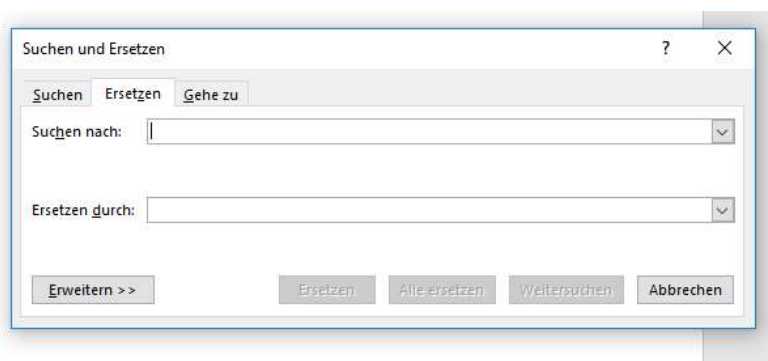 Suchen und Ersetzen ?
Suchen Ersetzen Gehe zu
Suchen nach:
Ersetzen durch:
Erweitern >> Ersetzen Alle ersetzen Weitersuchen Abbrechen